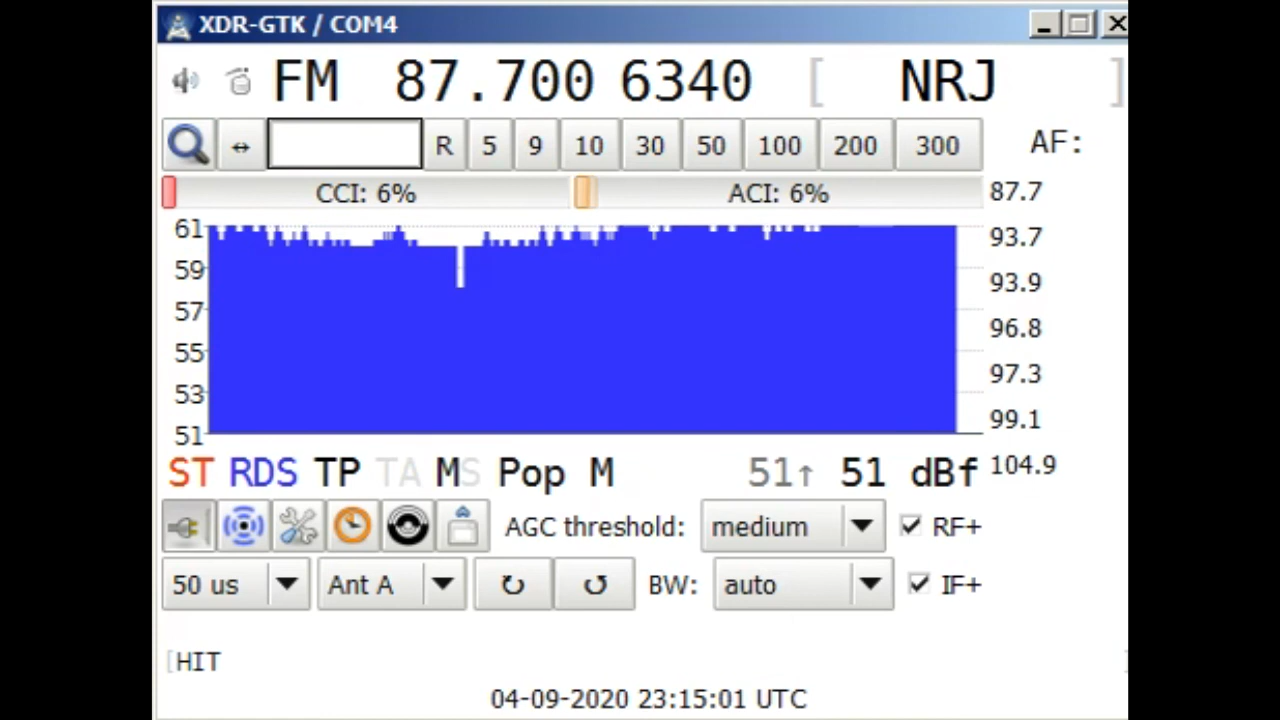 XDR-GTK / COM4
FM 87.700 6340 [ NRJ ]
R 5 9 10 30 50 100 200 300 AF:
CCI: 6% ACI: 6% 87.7
61 93.7
59 93.9
57 96.8
55 97.3
53 99.1
51
ST RDS TP TA MS Pop M 51↑ 51 dBf 104.9
AGC threshold: medium RF+
50 us Ant A ↻ ↺ BW: auto IF+
[HIT ]
04-09-2020 23:15:01 UTC